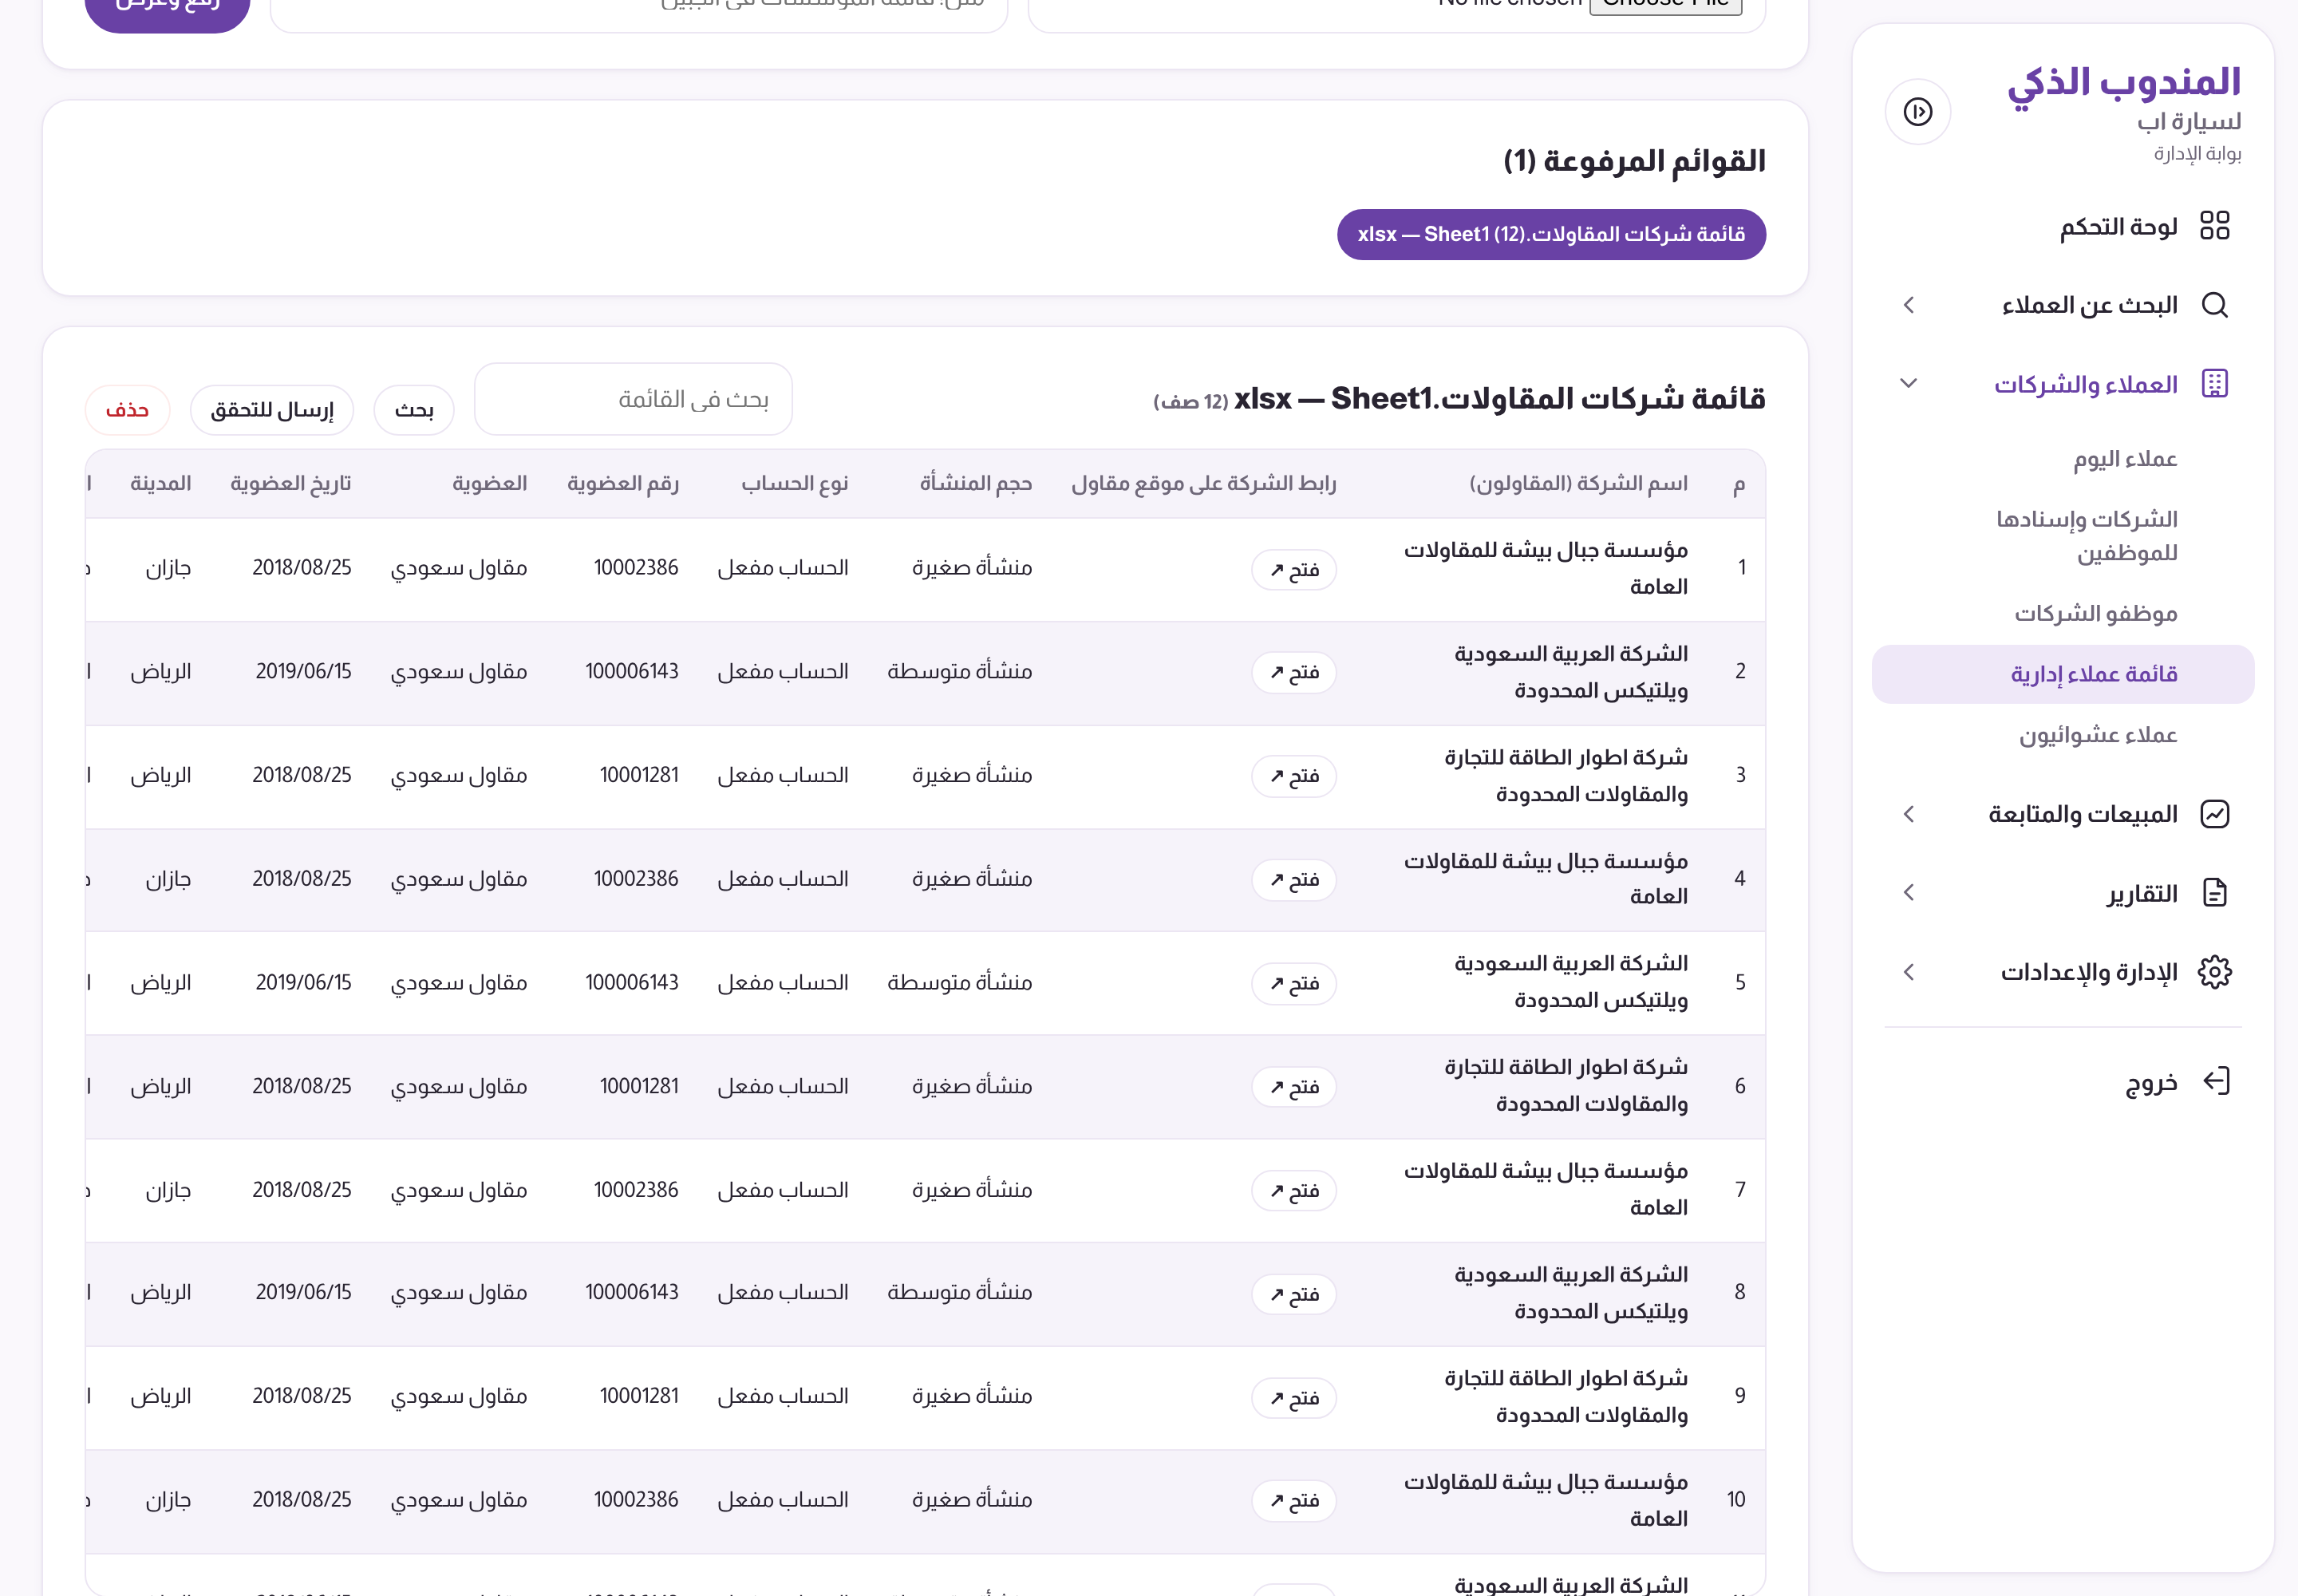 المندوب الذكي
لسيارة اب
بوابة الإدارة
لوحة التحكم
البحث عن العملاء
العملاء والشركات
عملاء اليوم
الشركات وإسنادها
للموظفين
موظفو الشركات
قائمة عملاء إدارية
عملاء عشوائيون
المبيعات والمتابعة
التقارير
الإدارة والإعدادات
خروج
Choose File No file chosen
رفع وعرض
القوائم المرفوعة (1)
قائمة شركات المقاولات.xlsx — Sheet1 (12)
قائمة شركات المقاولات.xlsx — Sheet1 (12 صف)
بحث في القائمة
بحث
إرسال للتحقق
حذف
م اسم الشركة (المقاولون) رابط الشركة على موقع مقاول حجم المنشأة نوع الحساب رقم العضوية العضوية تاريخ العضوية المدينة
1 مؤسسة جبال بيشة للمقاولات العامة فتح ↗ منشأة صغيرة الحساب مفعل 10002386 مقاول سعودي 2018/08/25 جازان
2 الشركة العربية السعودية ويلتيكس المحدودة فتح ↗ منشأة متوسطة الحساب مفعل 100006143 مقاول سعودي 2019/06/15 الرياض
3 شركة اطوار الطاقة للتجارة والمقاولات المحدودة فتح ↗ منشأة صغيرة الحساب مفعل 10001281 مقاول سعودي 2018/08/25 الرياض
4 مؤسسة جبال بيشة للمقاولات العامة فتح ↗ منشأة صغيرة الحساب مفعل 10002386 مقاول سعودي 2018/08/25 جازان
5 الشركة العربية السعودية ويلتيكس المحدودة فتح ↗ منشأة متوسطة الحساب مفعل 100006143 مقاول سعودي 2019/06/15 الرياض
6 شركة اطوار الطاقة للتجارة والمقاولات المحدودة فتح ↗ منشأة صغيرة الحساب مفعل 10001281 مقاول سعودي 2018/08/25 الرياض
7 مؤسسة جبال بيشة للمقاولات العامة فتح ↗ منشأة صغيرة الحساب مفعل 10002386 مقاول سعودي 2018/08/25 جازان
8 الشركة العربية السعودية ويلتيكس المحدودة فتح ↗ منشأة متوسطة الحساب مفعل 100006143 مقاول سعودي 2019/06/15 الرياض
9 شركة اطوار الطاقة للتجارة والمقاولات المحدودة فتح ↗ منشأة صغيرة الحساب مفعل 10001281 مقاول سعودي 2018/08/25 الرياض
10 مؤسسة جبال بيشة للمقاولات العامة فتح ↗ منشأة صغيرة الحساب مفعل 10002386 مقاول سعودي 2018/08/25 جازان
الشركة العربية السعودية